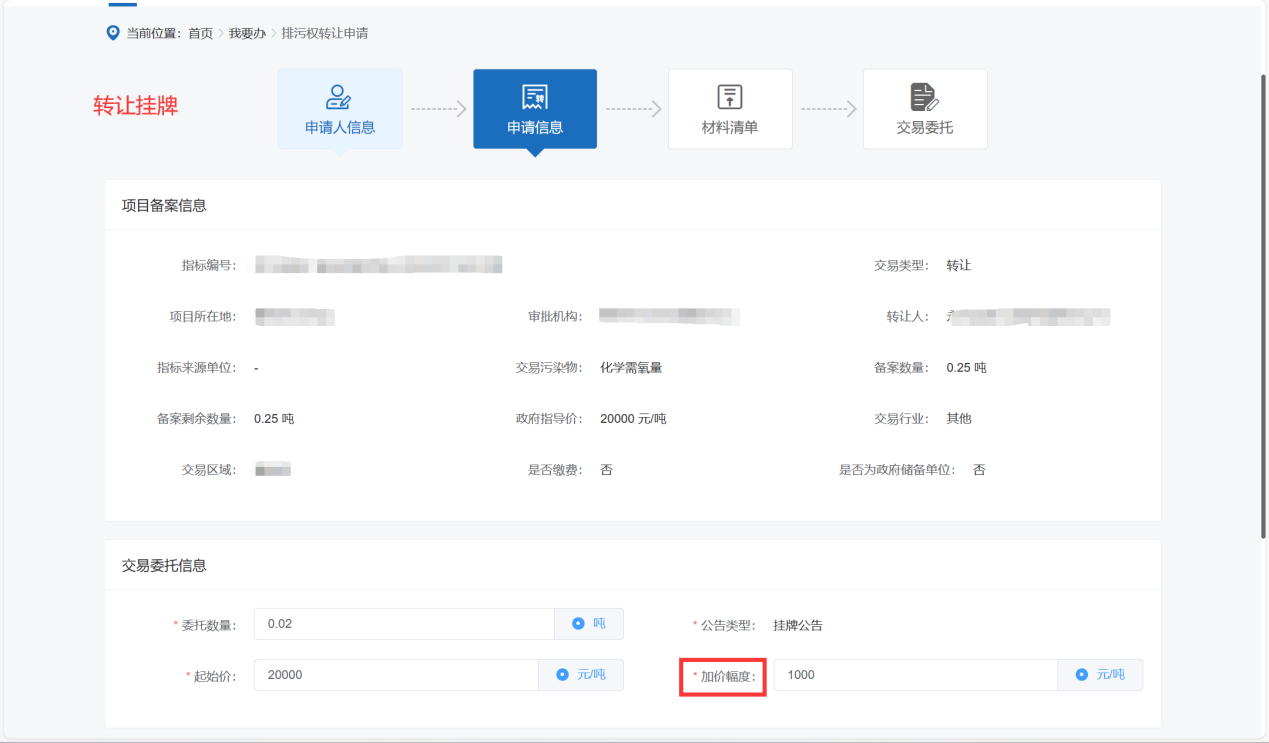 当前位置: 首页 > 我要办 > 排污权转让申请
转让挂牌
申请人信息
申请信息
材料清单
交易委托
项目备案信息
指标编号:
交易类型: 转让
项目所在地: 审批机构: 转让人:
指标来源单位: - 交易污染物: 化学需氧量 备案数量: 0.25 吨
备案剩余数量: 0.25 吨 政府指导价: 20000 元/吨 交易行业: 其他
交易区域: 是否缴费: 否 是否为政府储备单位: 否
交易委托信息
* 委托数量: 0.02 吨 * 公告类型: 挂牌公告
* 起始价: 20000 元/吨 * 加价幅度: 1000 元/吨